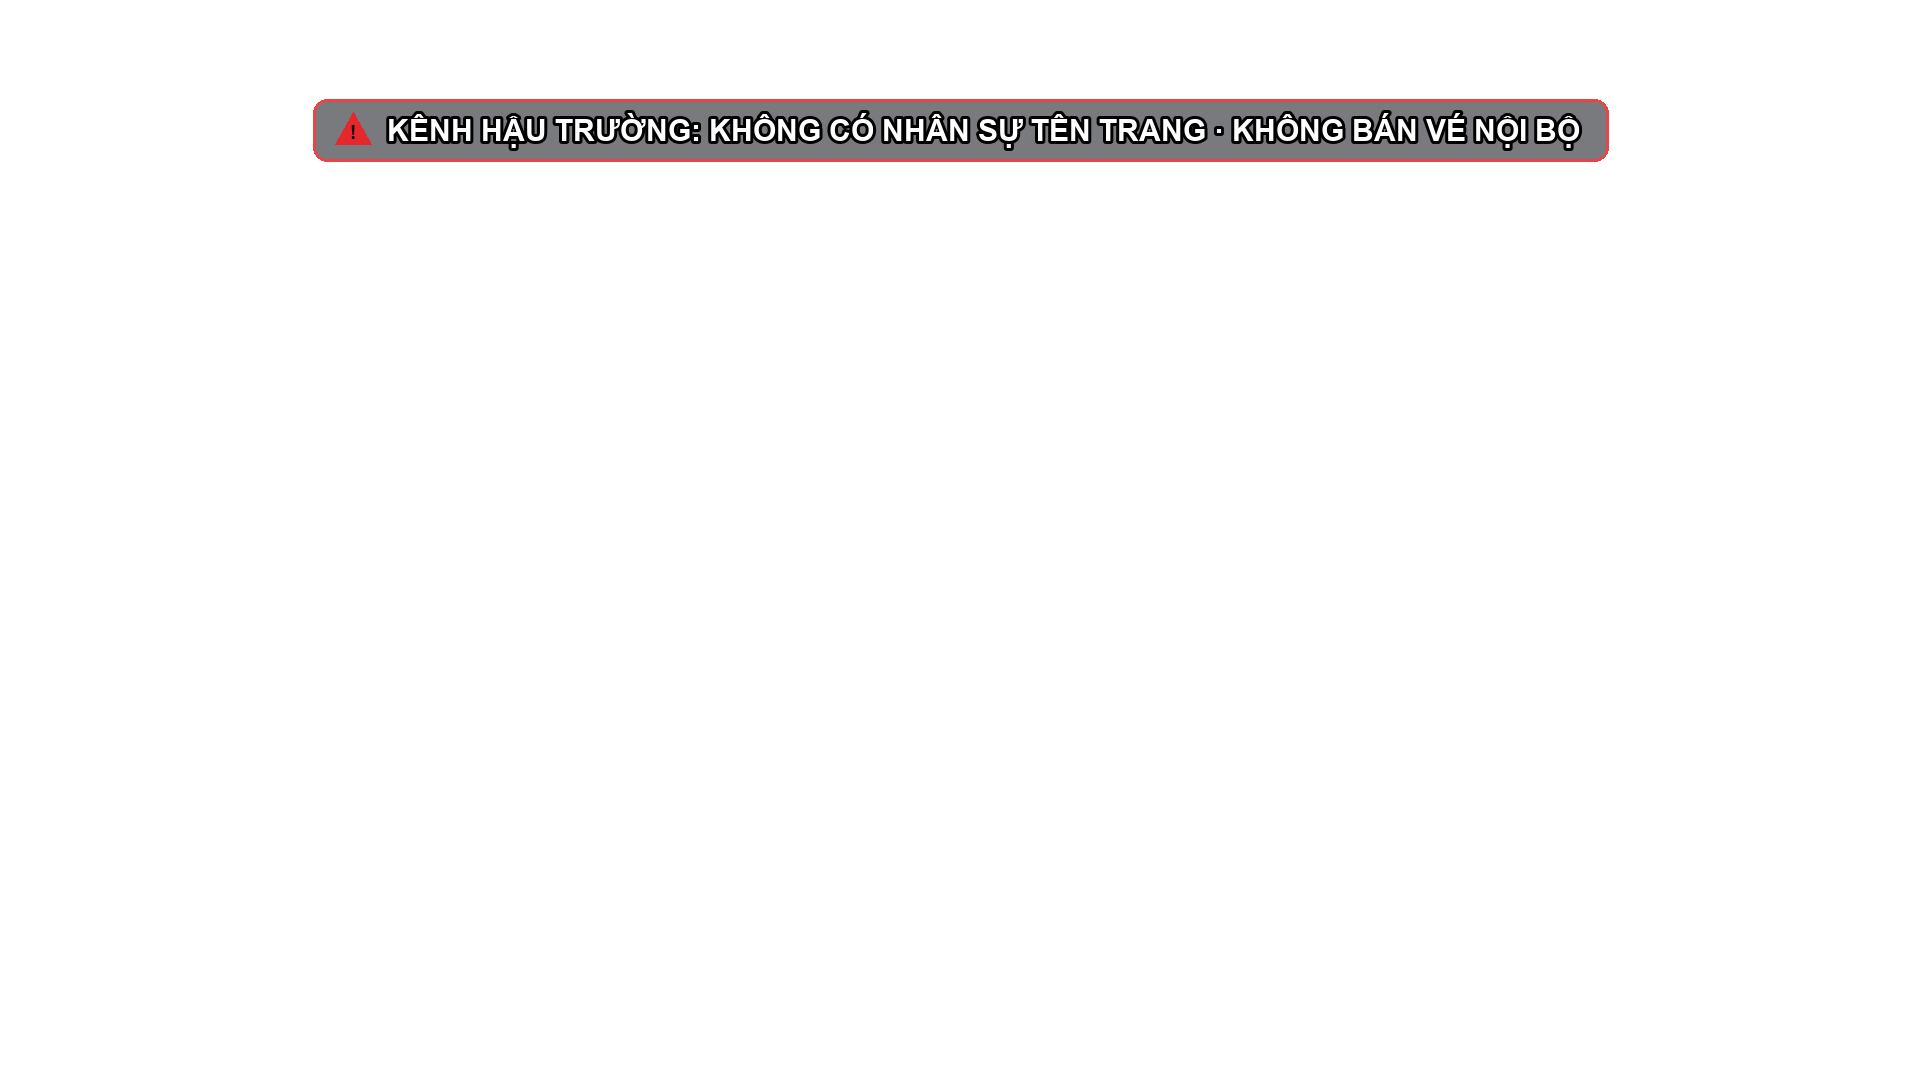 KÊNH HẬU TRƯỜNG: KHÔNG CÓ NHÂN SỰ TÊN TRANG · KHÔNG BÁN VÉ NỘI BỘ